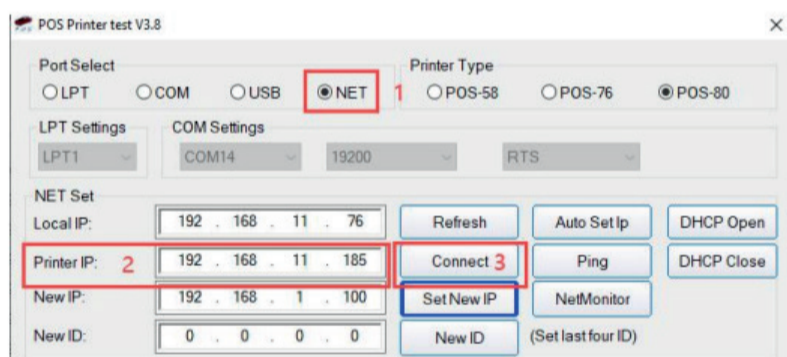 POS Printer test V3.8
Port Select
Printer Type
LPT COM USB NET 1 POS-58 POS-76 POS-80
LPT Settings COM Settings
LPT1 COM14 19200 RTS
NET Set
Local IP: 192 . 168 . 11 . 76 Refresh Auto Set Ip DHCP Open
Printer IP: 2 192 . 168 . 11 . 185 Connect 3 Ping DHCP Close
New IP: 192 . 168 . 1 . 100 Set New IP NetMonitor
New ID: 0 . 0 . 0 . 0 New ID (Set last four ID)